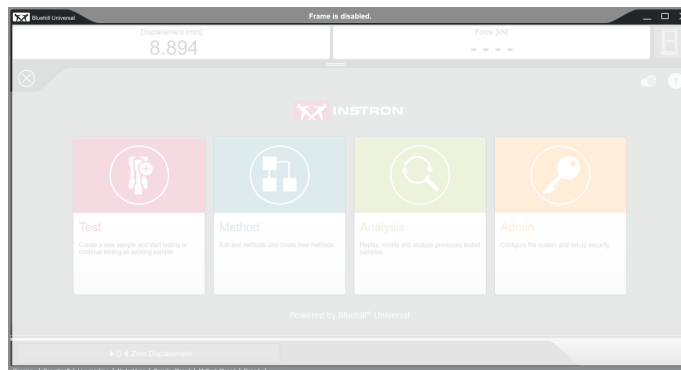 Bluehill Universal
Frame is disabled.
Displacement [mm]
8.894
Force [kN]
- - - -
?
INSTRON
Test
Create a new sample and start testing or
continue testing an existing sample.
Method
Edit test methods and create new methods.
Analysis
Replay, modify and analyze previously tested
samples.
Admin
Configure the system and set up security.
Powered by Bluehill® Universal
0 Zero Displacement